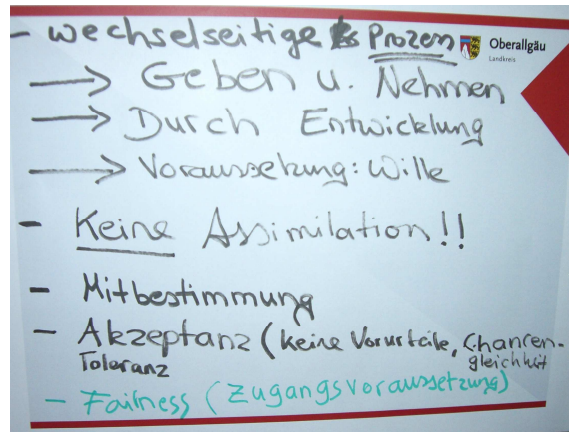 - wechselseitige Prozess
Oberallgäu
Landkreis
→ Geben u. Nehmen
→ Durch Entwicklung
→ Voraussetzung: Wille
- Keine Assimilation!!
- Mitbestimmung
- Akzeptanz (keine Vorurteile, Chancen-
gleichheit
Toleranz
- Fairness (Zugangsvoraussetzung)